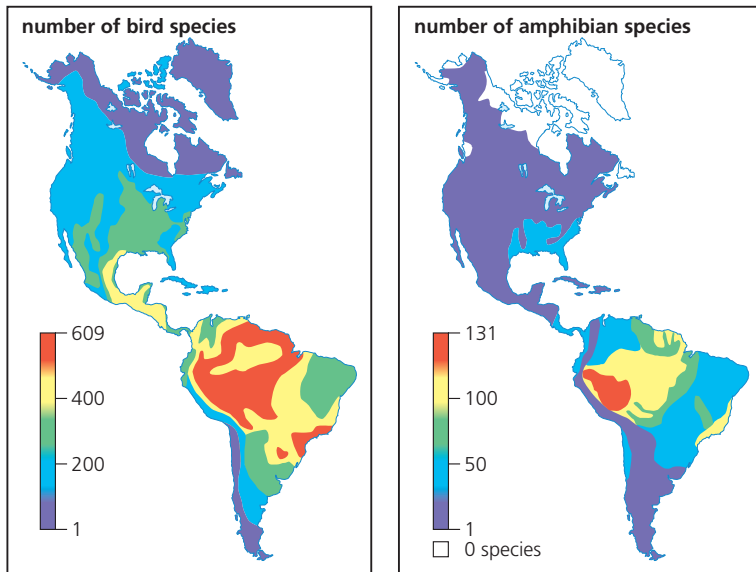 number of bird species
609
400
200
1
number of amphibian species
131
100
50
1
0 species